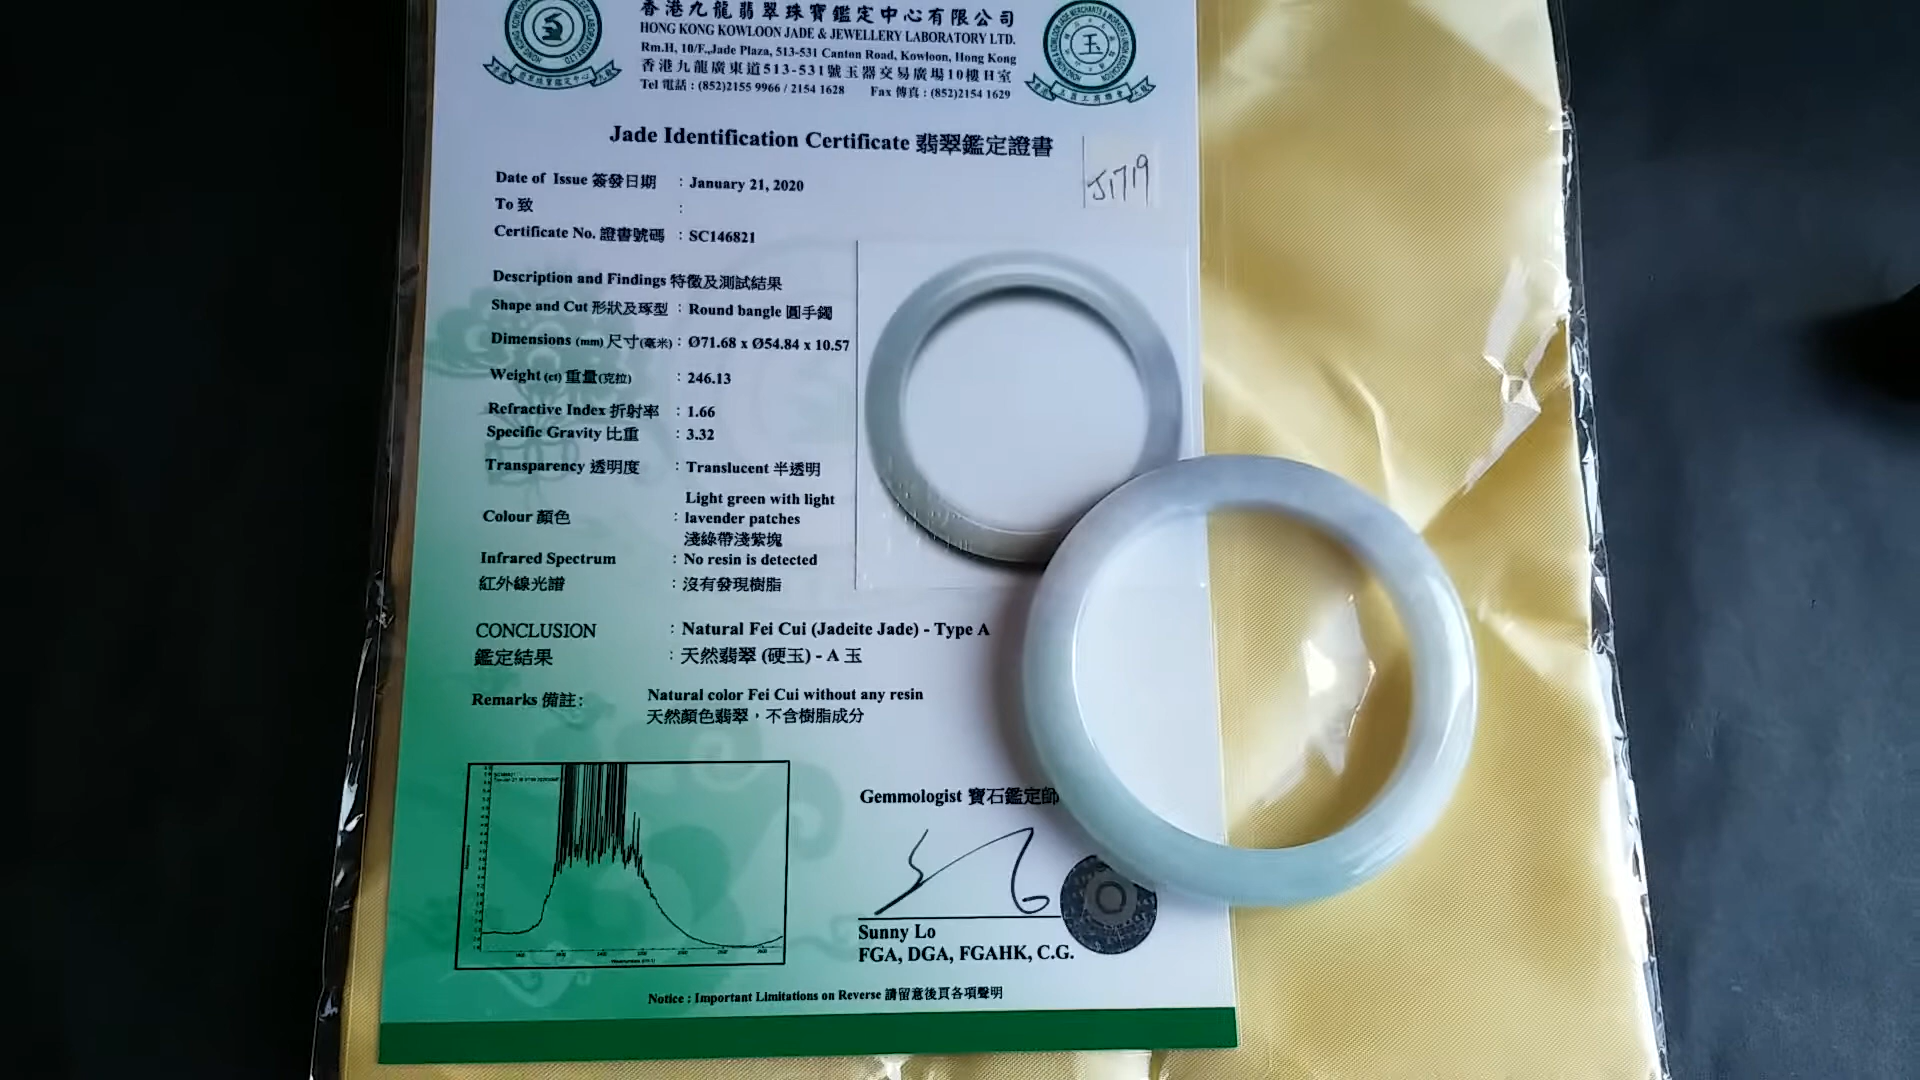 香港九龍翡翠珠寶鑑定中心有限公司
HONG KONG KOWLOON JADE & JEWELLERY LABORATORY LTD.
Rm.H, 10/F.,Jade Plaza, 513-531 Canton Road, Kowloon, Hong Kong
香港九龍廣東道513-531號玉器交易廣場10樓H室
Tel 電話 : (852)2155 9966 / 2154 1628 Fax 傳真 : (852)2154 1629
玉
Jade Identification Certificate 翡翠鑑定證書
J1719
Date of Issue 簽發日期 : January 21, 2020
To 致 :
Certificate No. 證書號碼 : SC146821
Description and Findings 特徵及測試結果
Shape and Cut 形狀及琢型 : Round bangle 圓手鐲
Dimensions (mm) 尺寸(毫米) : Ø71.68 x Ø54.84 x 10.57
Weight (ct) 重量(克拉) : 246.13
Refractive Index 折射率 : 1.66
Specific Gravity 比重 : 3.32
Transparency 透明度 : Translucent 半透明
Light green with light
Colour 顏色 : lavender patches
淺綠帶淺紫塊
Infrared Spectrum : No resin is detected
紅外線光譜 : 沒有發現樹脂
CONCLUSION : Natural Fei Cui (Jadeite Jade) - Type A
鑑定結果 : 天然翡翠 (硬玉) - A 玉
Remarks 備註: Natural color Fei Cui without any resin
天然顏色翡翠，不含樹脂成分
Gemmologist 寶石鑑定師
Sunny Lo
FGA, DGA, FGAHK, C.G.
Notice : Important Limitations on Reverse 請留意後頁各項聲明